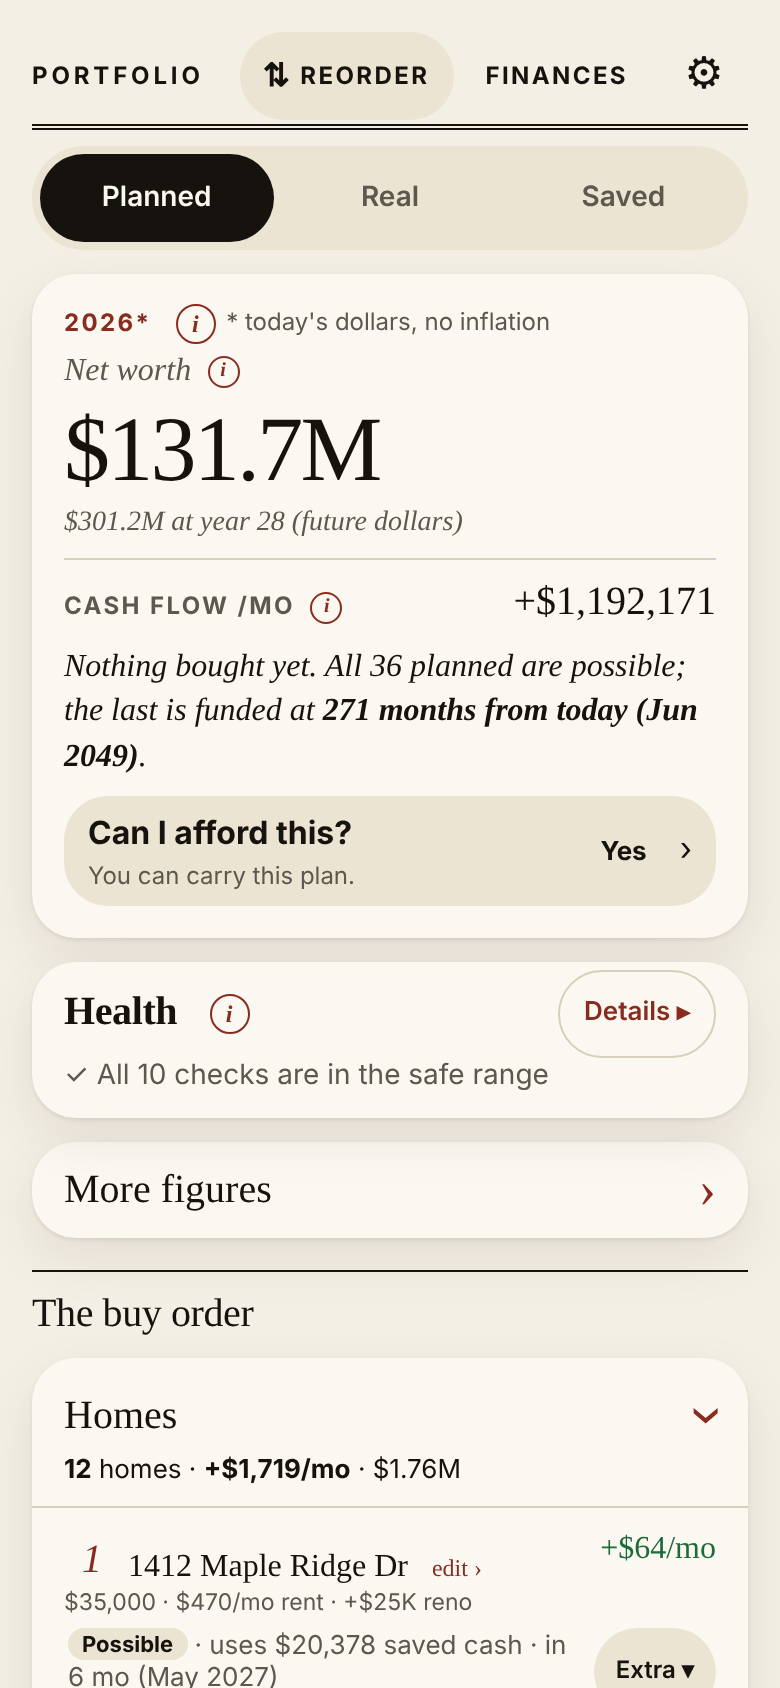 PORTFOLIO ⇅ REORDER FINANCES ⚙
Planned Real Saved
2026* i * today's dollars, no inflation
Net worth i
$131.7M
$301.2M at year 28 (future dollars)
CASH FLOW /MO i +$1,192,171
Nothing bought yet. All 36 planned are possible;
the last is funded at 271 months from today (Jun
2049).
Can I afford this?
You can carry this plan.
Yes ›
Health i Details ▸
✓ All 10 checks are in the safe range
More figures ›
The buy order
Homes
12 homes · +$1,719/mo · $1.76M
1 1412 Maple Ridge Dr edit › +$64/mo
$35,000 · $470/mo rent · +$25K reno
Possible · uses $20,378 saved cash · in
6 mo (May 2027)
Extra ▾